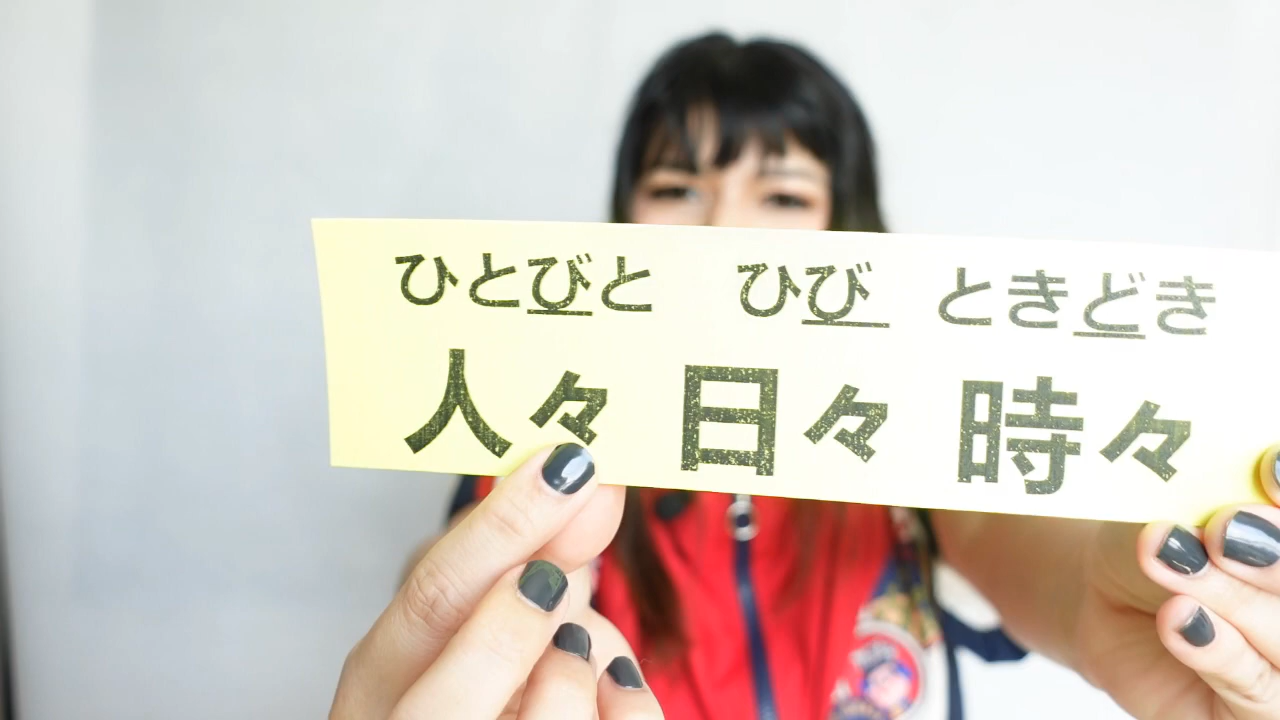 ひとびと ひび ときどき
人々 日々 時々